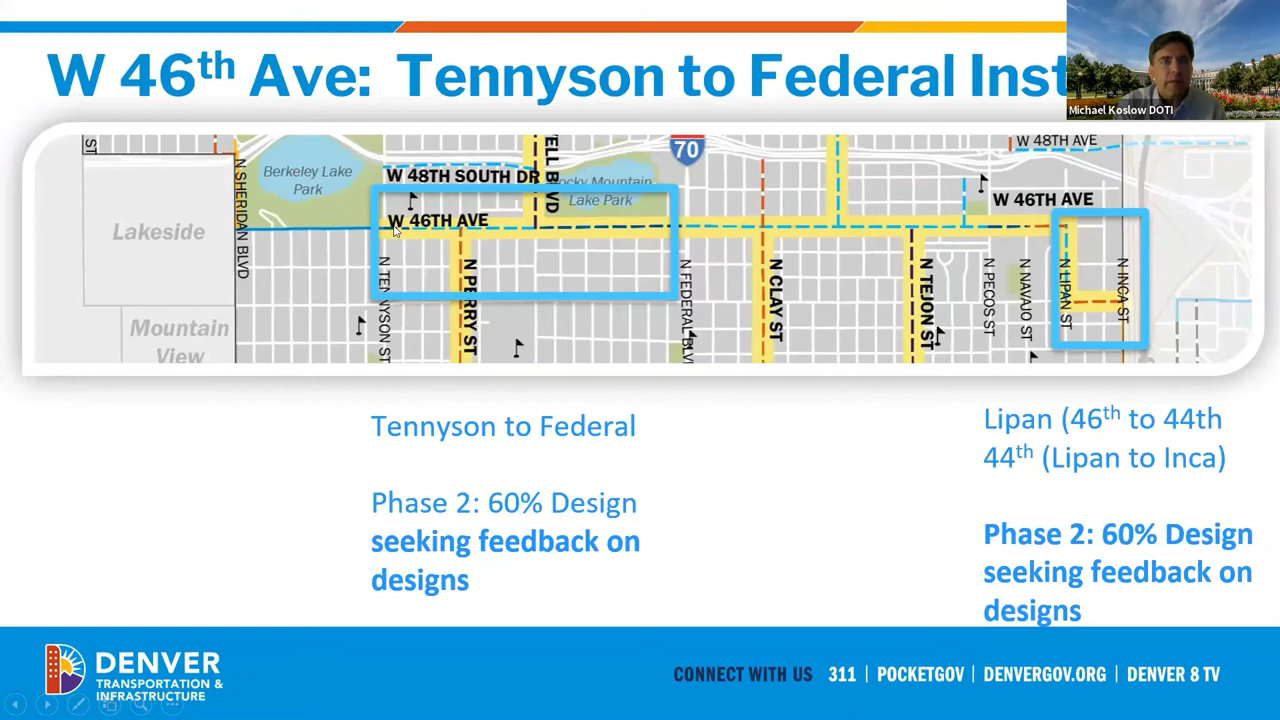 W 46th Ave: Tennyson to Federal Inst
Michael Koslow DOTI
ST
Berkeley Lake
Park
Lakeside
Mountain
View
N SHERIDAN BLVD
W 48TH SOUTH DR
ELL BLVD
Rocky Mountain
Lake Park
70
W 48TH AVE
W 46TH AVE
W 46TH AVE
N TENNYSON ST
N PERRY ST
N FEDERAL BLV
N CLAY ST
N TEJON ST
N PECOS ST
N NAVAJO ST
N LIPAN ST
N INCA ST
Tennyson to Federal
Phase 2: 60% Design
seeking feedback on
designs
Lipan (46th to 44th
44th (Lipan to Inca)
Phase 2: 60% Design
seeking feedback on
designs
DENVER
TRANSPORTATION &
INFRASTRUCTURE
CONNECT WITH US 311 | POCKETGOV | DENVERGOV.ORG | DENVER 8 TV